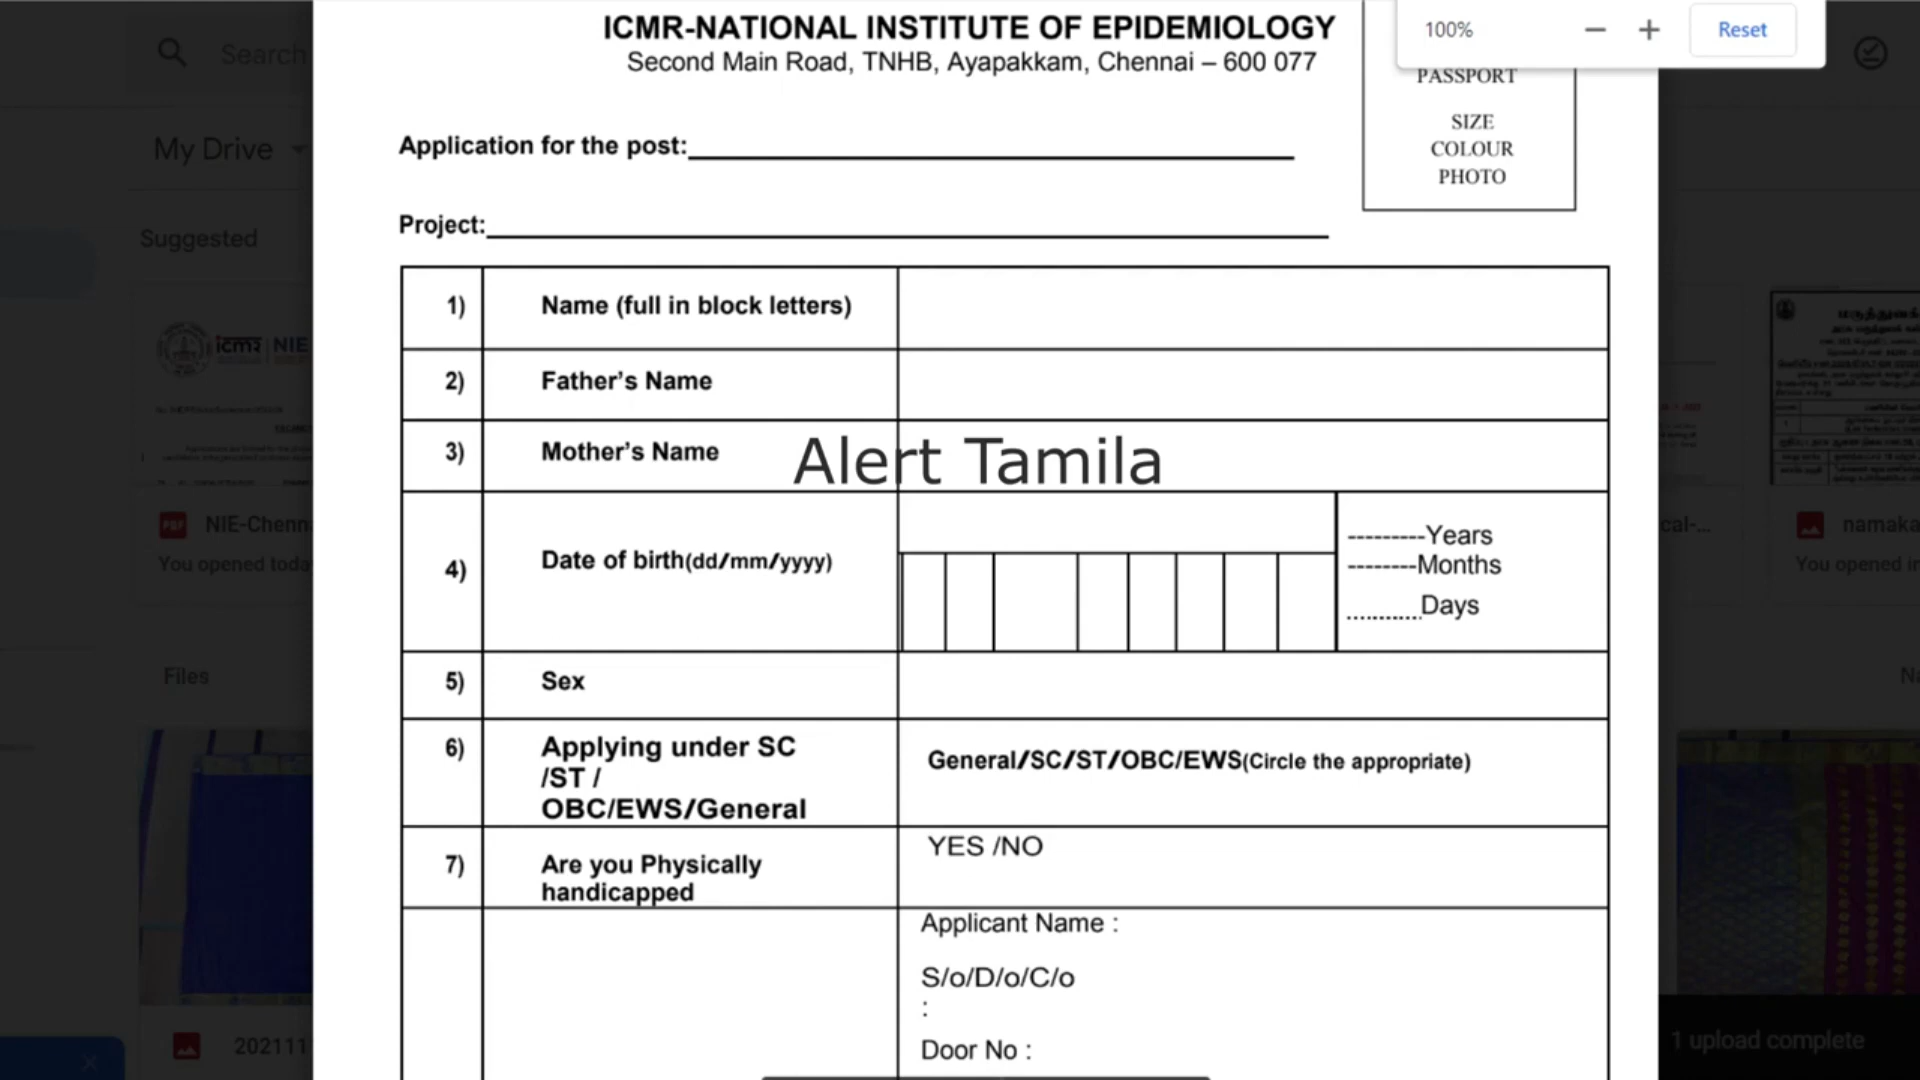 ICMR-NATIONAL INSTITUTE OF EPIDEMIOLOGY
Second Main Road, TNHB, Ayapakkam, Chennai – 600 077
100%
Reset
PASSPORT
SIZE
COLOUR
PHOTO
Search
My Drive
Suggested
Application for the post:
Project:
1) Name (full in block letters)
2) Father's Name
3) Mother's Name
Alert Tamila
4) Date of birth(dd/mm/yyyy)
---------Years
--------Months
...........Days
5) Sex
6) Applying under SC
/ST /
OBC/EWS/General
General/SC/ST/OBC/EWS(Circle the appropriate)
7) Are you Physically
handicapped
YES /NO
Applicant Name :
S/o/D/o/C/o
:
Door No :
icmr NIE
PDF NIE-Chenn
You opened toda
Files
202111
cal-...
namaka
You opened in
Na
1 upload complete